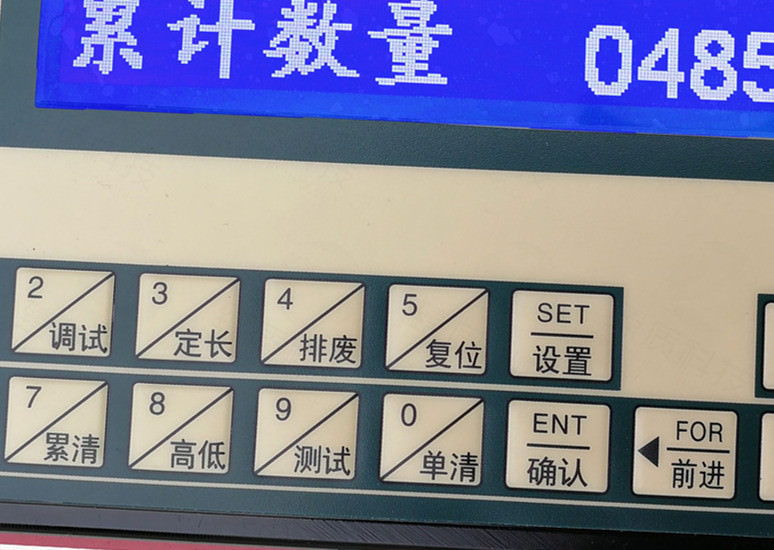 累计数量 0485
2 调试
3 定长
4 排废
5 复位
SET
设置
7 累清
8 高低
9 测试
0 单清
ENT
确认
FOR
前进